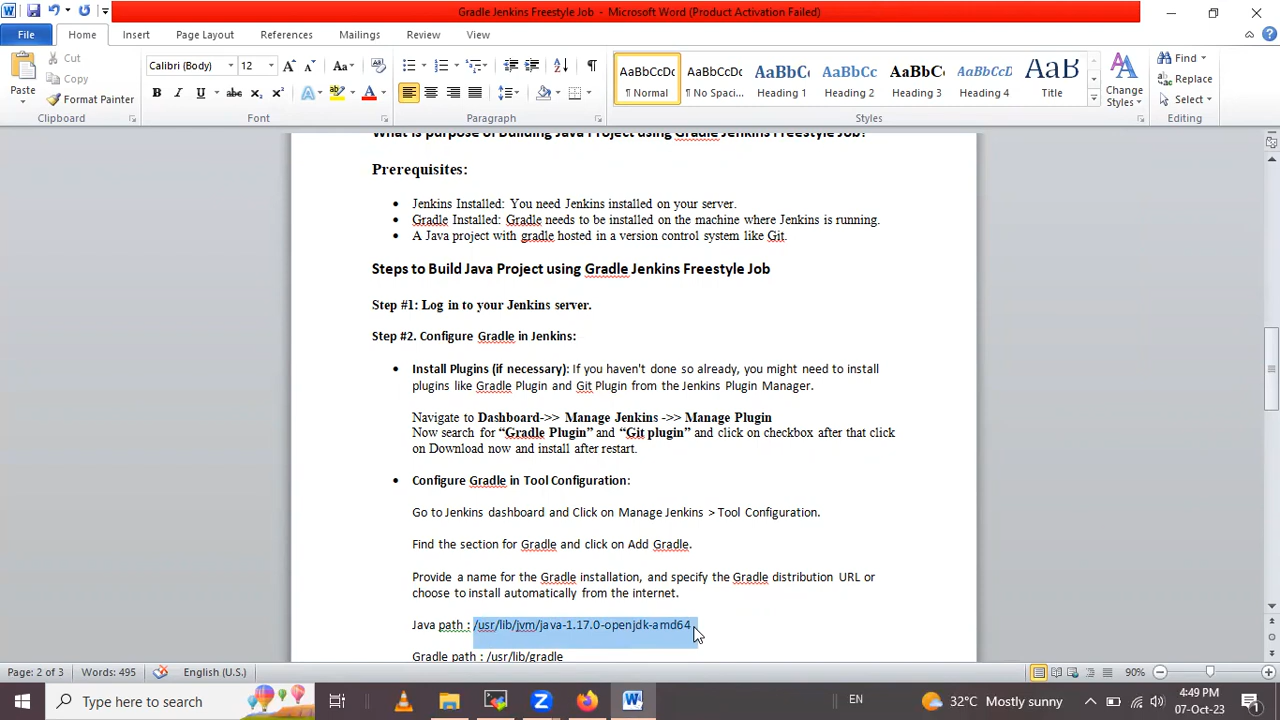 Gradle Jenkins Freestyle Job - Microsoft Word (Product Activation Failed)
File Home Insert Page Layout References Mailings Review View
Paste
Cut
Copy
Format Painter
Calibri (Body) 12
AaBbCcDc AaBbCcDc AaBbCcD AaBbCcD AaBbCcI AaBbCcDd AaB
¶ Normal ¶ No Spaci... Heading 1 Heading 2 Heading 3 Heading 4 Title
Change Styles
Find
Replace
Select
Clipboard Font Paragraph Styles Editing
What is purpose of Building Java Project using Gradle Jenkins Freestyle Job?
Prerequisites:
• Jenkins Installed: You need Jenkins installed on your server.
• Gradle Installed: Gradle needs to be installed on the machine where Jenkins is running.
• A Java project with gradle hosted in a version control system like Git.
Steps to Build Java Project using Gradle Jenkins Freestyle Job
Step #1: Log in to your Jenkins server.
Step #2. Configure Gradle in Jenkins:
• Install Plugins (if necessary): If you haven't done so already, you might need to install
plugins like Gradle Plugin and Git Plugin from the Jenkins Plugin Manager.
Navigate to Dashboard->> Manage Jenkins ->> Manage Plugin
Now search for “Gradle Plugin” and “Git plugin” and click on checkbox after that click
on Download now and install after restart.
• Configure Gradle in Tool Configuration:
Go to Jenkins dashboard and Click on Manage Jenkins > Tool Configuration.
Find the section for Gradle and click on Add Gradle.
Provide a name for the Gradle installation, and specify the Gradle distribution URL or
choose to install automatically from the internet.
Java path : /usr/lib/jvm/java-1.17.0-openjdk-amd64
Gradle path : /usr/lib/gradle
Page: 2 of 3 Words: 495 English (U.S.) 90%
Type here to search
EN
32°C Mostly sunny
4:49 PM
07-Oct-23